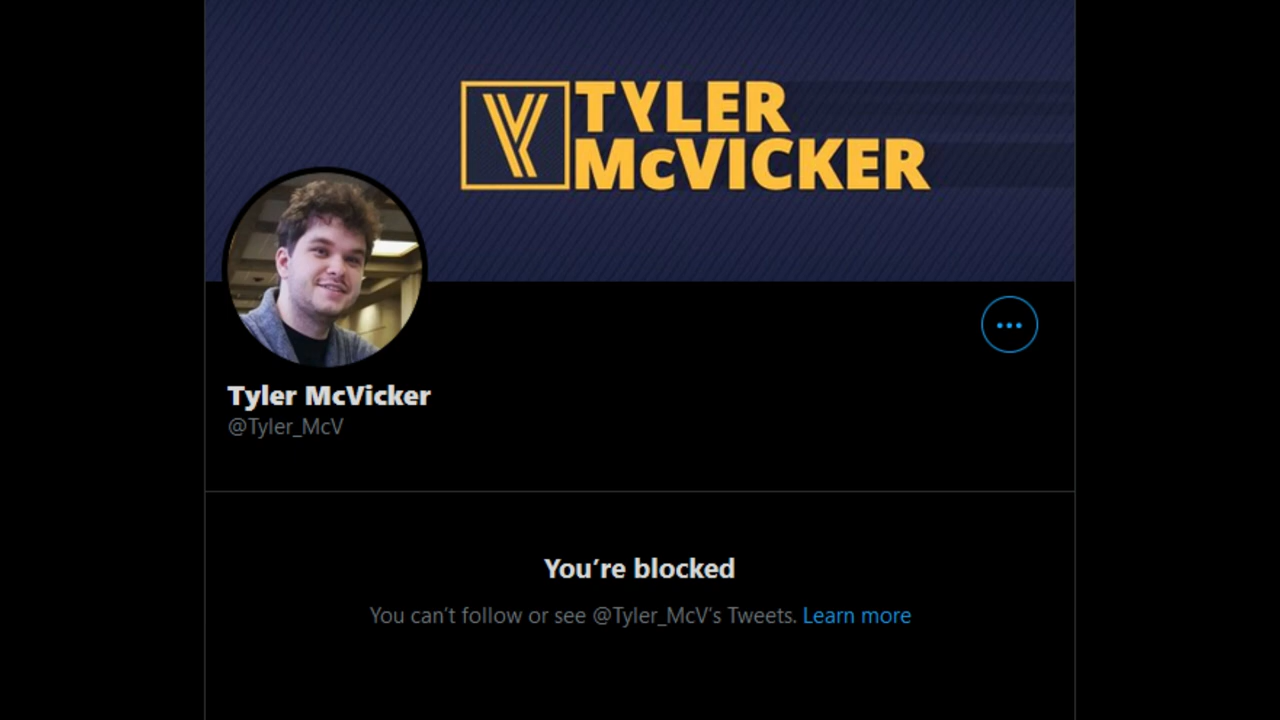 TYLER
McVICKER
Tyler McVicker
@Tyler_McV
You’re blocked
You can’t follow or see @Tyler_McV’s Tweets. Learn more